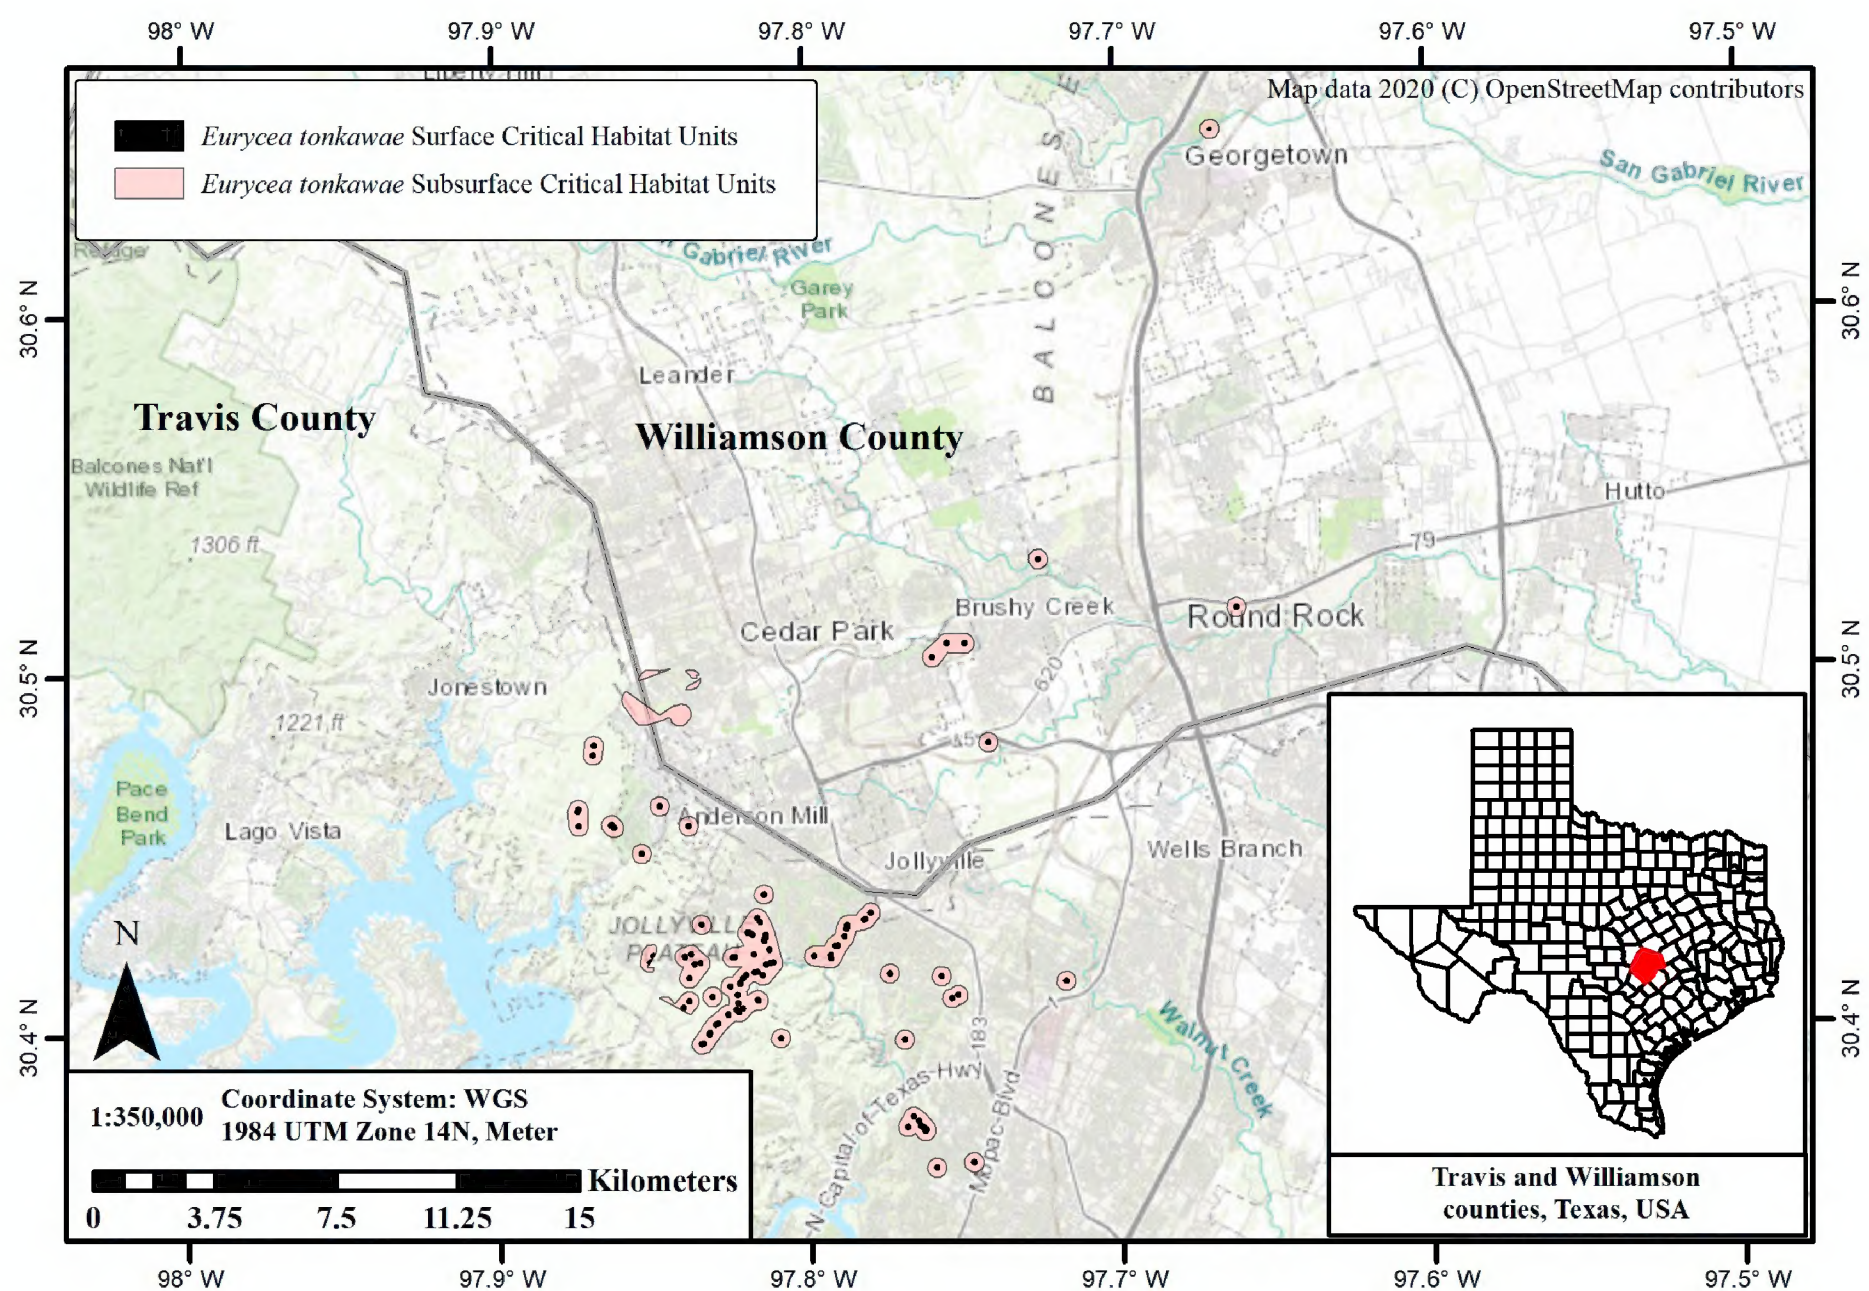 98° W 97.9° W 97.8° W 97.7° W 97.6° W 97.5° W
Map data 2020 (C) OpenStreetMap contributors
Eurycea tonkawae Surface Critical Habitat Units
Eurycea tonkawae Subsurface Critical Habitat Units
Georgetown
San Gabriel River
BALCONES
Gabriel River
Garey
Park
30.6° N
30.6° N
Leander
Travis County
Williamson County
Balcones Nat'l
Wildlife Ref
Hutto
1306 ft
79
Brushy Creek
Round Rock
Cedar Park
620
30.5° N
30.5° N
Jonestown
1221 ft
45
Pace
Bend
Park
Lago Vista
Anderson Mill
Jollyville
Wells Branch
JOLLYVILLE
PLATEAU
N
30.4° N
30.4° N
1
183
Walnut Creek
N-Capital-of-Texas-Hwy
Mopac-Blvd
1:350,000
Coordinate System: WGS
1984 UTM Zone 14N, Meter
Kilometers
0 3.75 7.5 11.25 15
Travis and Williamson
counties, Texas, USA
98° W 97.9° W 97.8° W 97.7° W 97.6° W 97.5° W